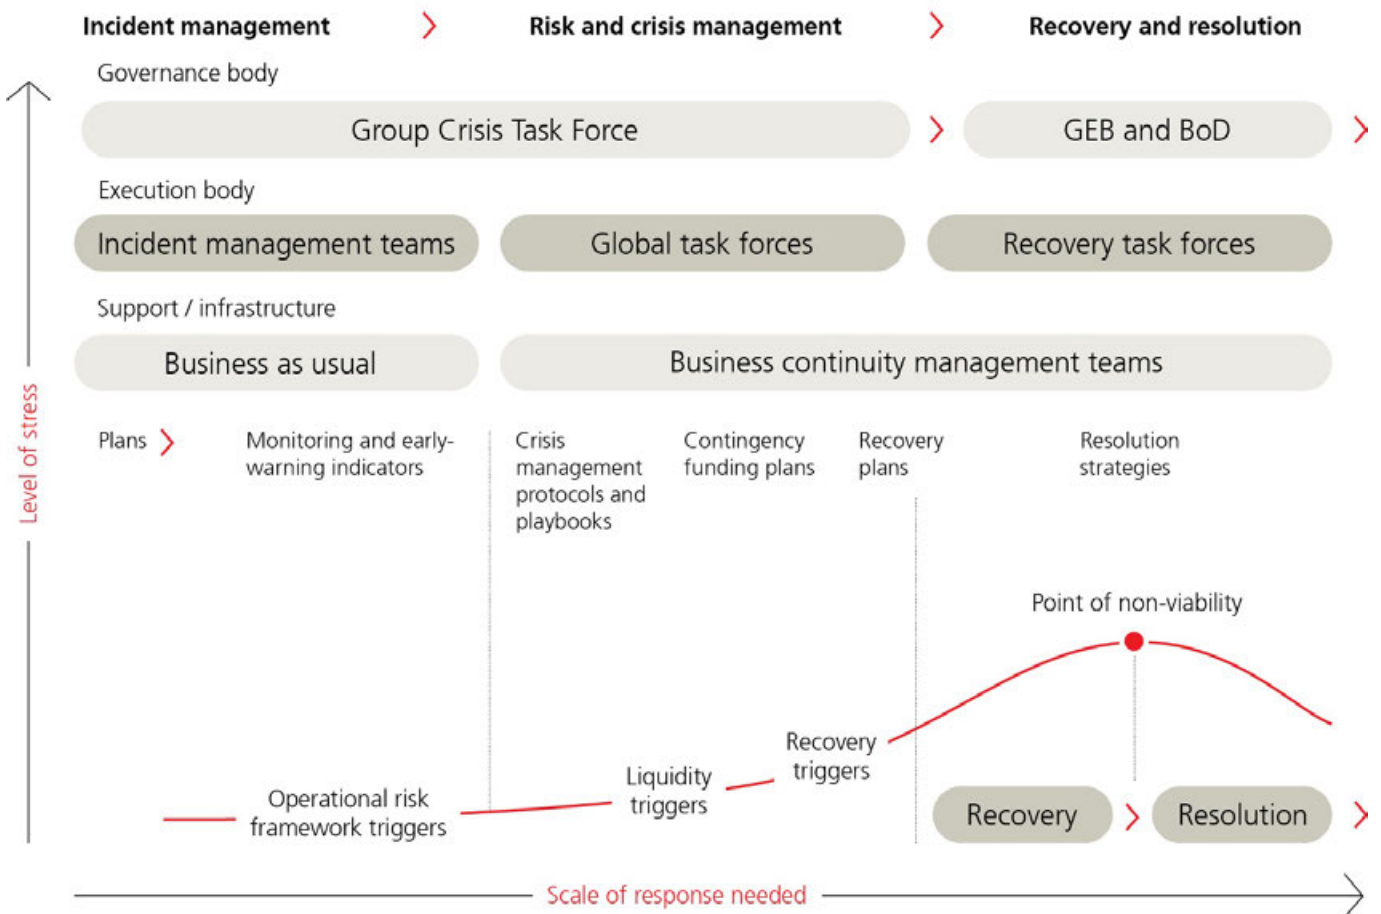 Incident management
Risk and crisis management
Recovery and resolution
Governance body
Group Crisis Task Force
GEB and BoD
Execution body
Incident management teams
Global task forces
Recovery task forces
Support / infrastructure
Business as usual
Business continuity management teams
Level of stress
Plans
Monitoring and early-
warning indicators
Crisis
management
protocols and
playbooks
Contingency
funding plans
Recovery
plans
Resolution
strategies
Point of non-viability
Recovery
triggers
Liquidity
triggers
Operational risk
framework triggers
Recovery
Resolution
Scale of response needed